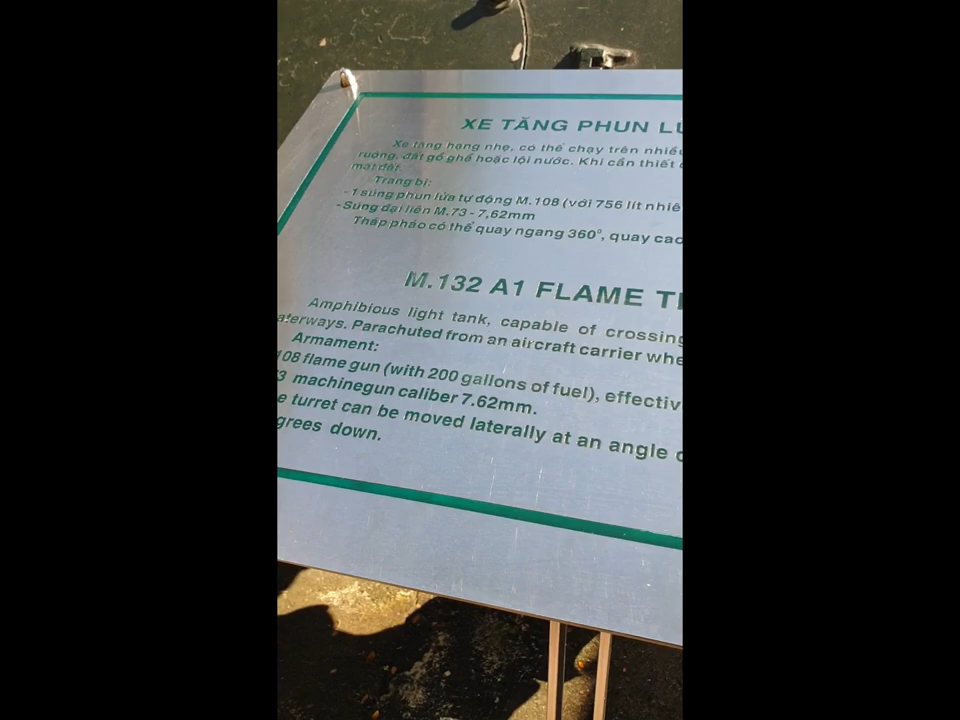 XE TĂNG PHUN
Xe tăng hạng nhẹ, có thể chạy trên nhiều
ruộng, đất gồ ghề hoặc lội nước. Khi cần thiết
mặt đất.
Trang bị:
- 1 súng phun lửa tự động M.108 (với 756 lít nhiê
- Súng đại liên M.73 - 7,62mm
Tháp pháo có thể quay ngang 360°, quay cao
M.132 A1 FLAME
Amphibious light tank, capable of crossing
aterways. Parachuted from an aircraft carrier whe
Armament:
108 flame gun (with 200 gallons of fuel), effectiv
3 machinegun caliber 7.62mm.
e turret can be moved laterally at an angle
grees down.